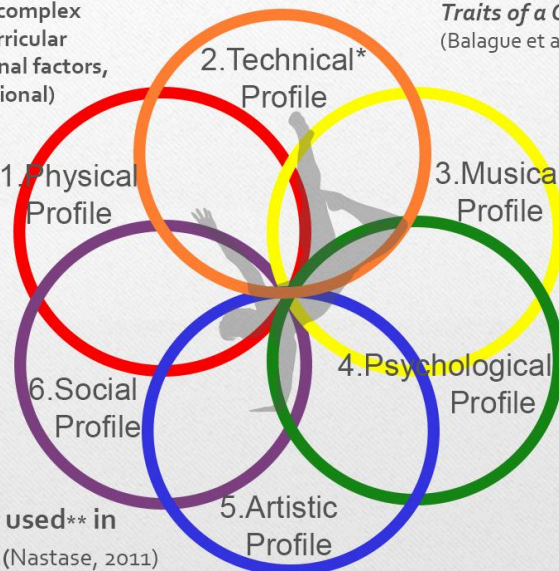 complex
rricular
nal factors,
ional)
Traits of a
(Balague et a
2.Technical*
Profile
1.Physical
Profile
3.Musica
Profile
4.Psychological
Profile
6.Social
Profile
5.Artistic
Profile
used** in
(Nastase, 2011)